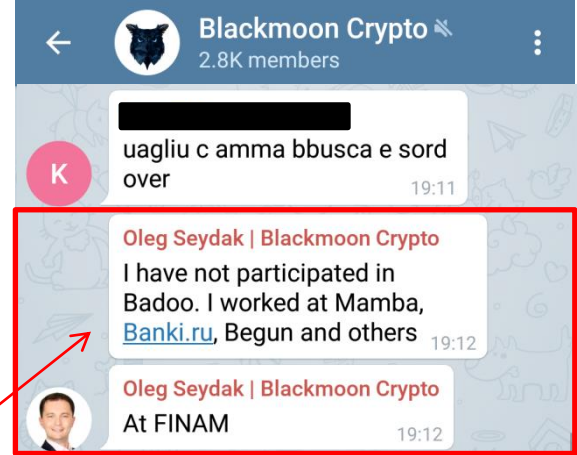 Blackmoon Crypto
2.8K members
K
uagliu c amma bbusca e sord
over
19:11
Oleg Seydak | Blackmoon Crypto
I have not participated in
Badoo. I worked at Mamba,
Banki.ru, Begun and others
19:12
Oleg Seydak | Blackmoon Crypto
At FINAM
19:12